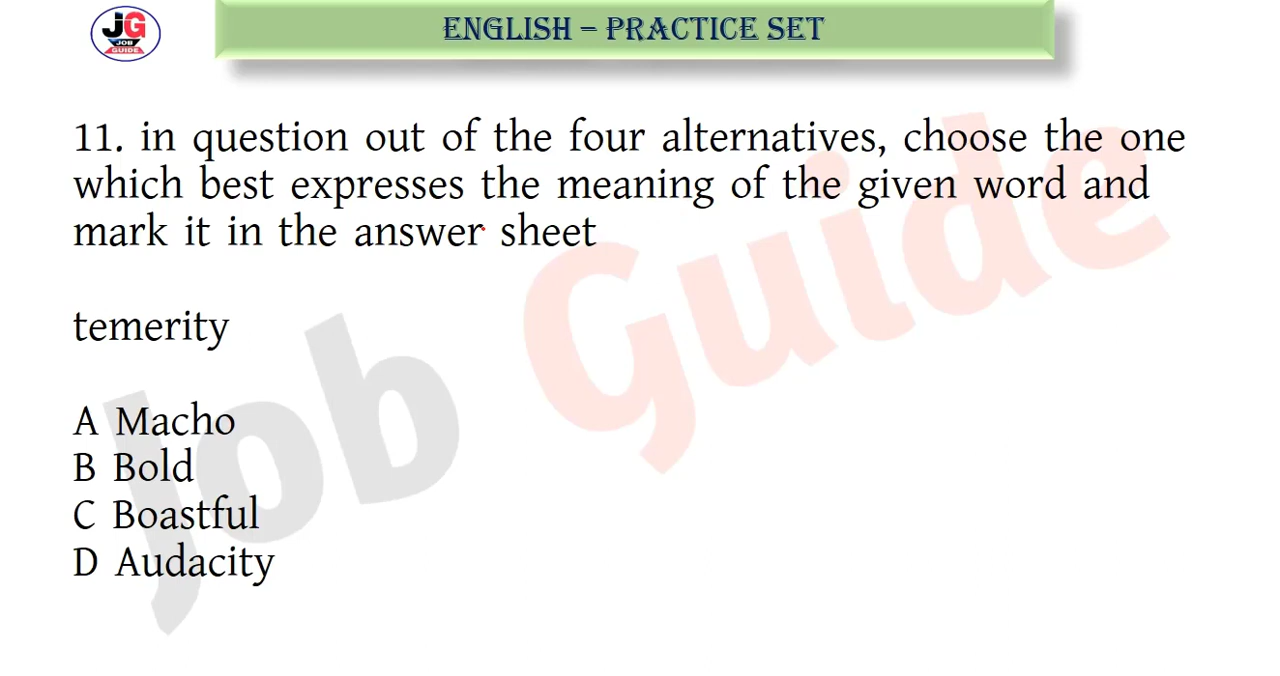 JG
JOB
GUIDE
ENGLISH – PRACTICE SET
11. in question out of the four alternatives, choose the one
which best expresses the meaning of the given word and
mark it in the answer sheet
temerity
A Macho
B Bold
C Boastful
D Audacity
Job Guide